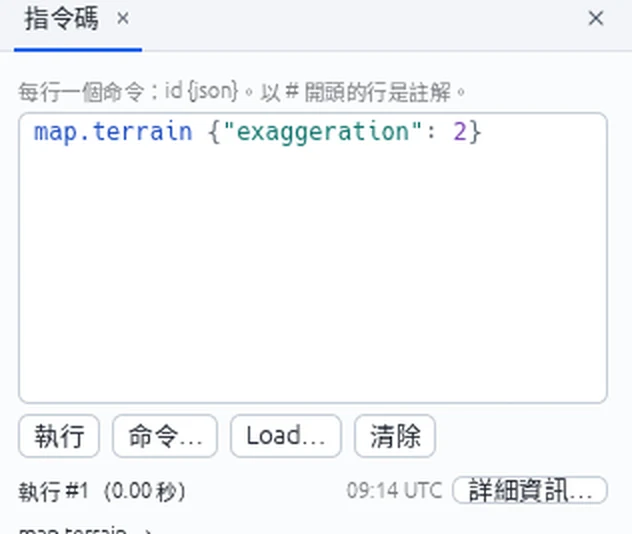 指令碼 ×
×
每行一個命令：id {json}。以 # 開頭的行是註解。
map.terrain {"exaggeration": 2}
執行 命令… Load… 清除
執行 #1 (0.00 秒) 09:14 UTC 詳細資訊…
map.terrain